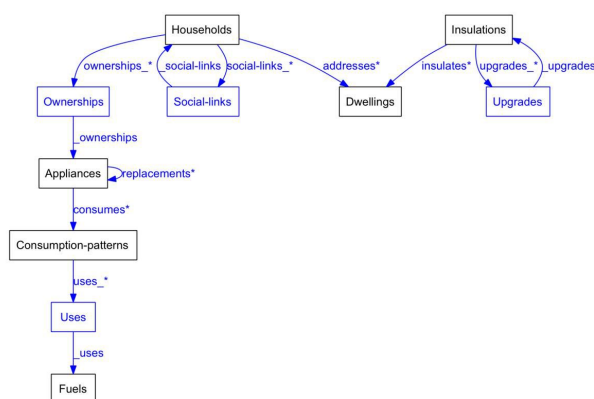 Households
Insulations
ownerships_*
_social-links
social-links_*
addresses*
insulates*
upgrades_*
_upgrades
Ownerships
Social-links
Dwellings
Upgrades
_ownerships
Appliances
replacements*
consumes*
Consumption-patterns
uses_*
Uses
_uses
Fuels